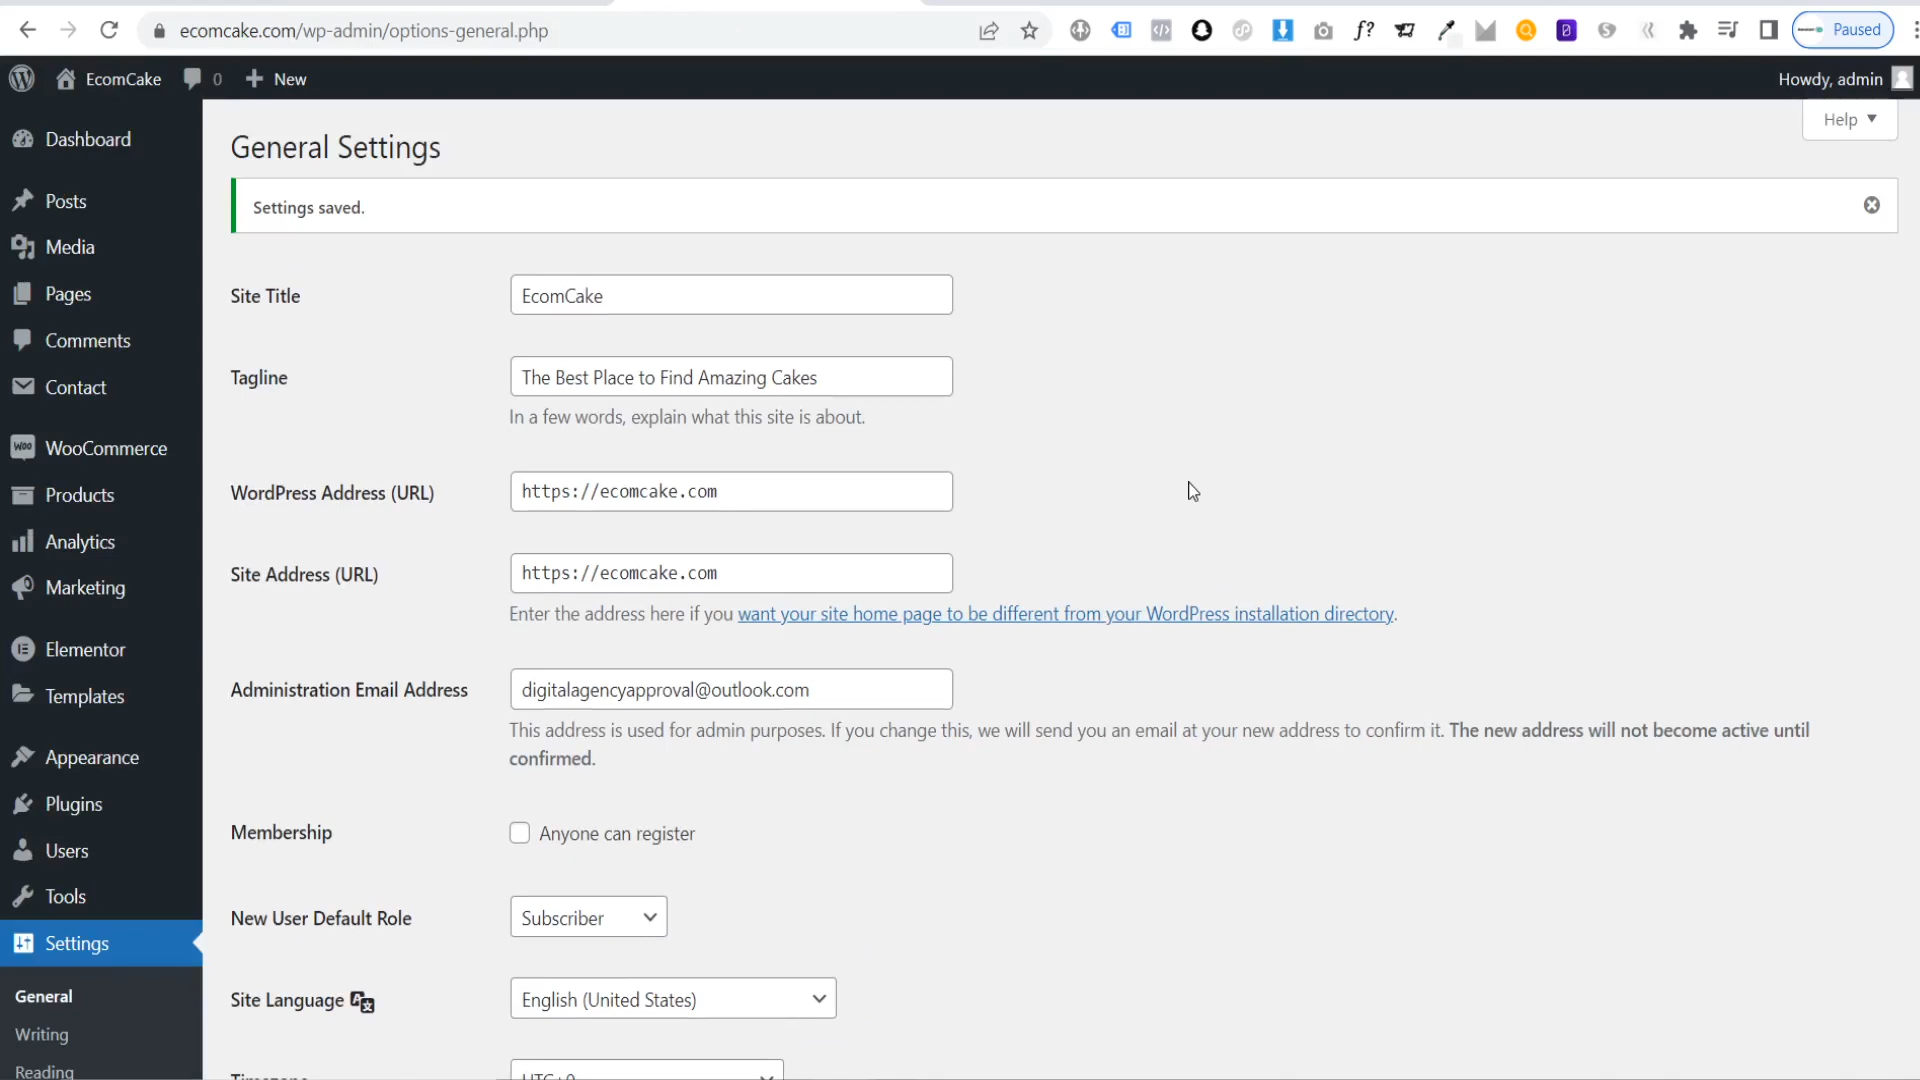 ecomcake.com/wp-admin/options-general.php
f?
Paused
EcomCake
0
New
Howdy, admin
Dashboard
Posts
Media
Pages
Comments
Contact
WooCommerce
Products
Analytics
Marketing
Elementor
Templates
Appearance
Plugins
Users
Tools
Settings
General
Writing
Reading
Help
General Settings
Settings saved.
Site Title
EcomCake
Tagline
The Best Place to Find Amazing Cakes
In a few words, explain what this site is about.
WordPress Address (URL)
https://ecomcake.com
Site Address (URL)
https://ecomcake.com
Enter the address here if you want your site home page to be different from your WordPress installation directory.
Administration Email Address
digitalagencyapproval@outlook.com
This address is used for admin purposes. If you change this, we will send you an email at your new address to confirm it. The new address will not become active until
confirmed.
Membership
Anyone can register
New User Default Role
Subscriber
Site Language
English (United States)
Timezone
UTC+0